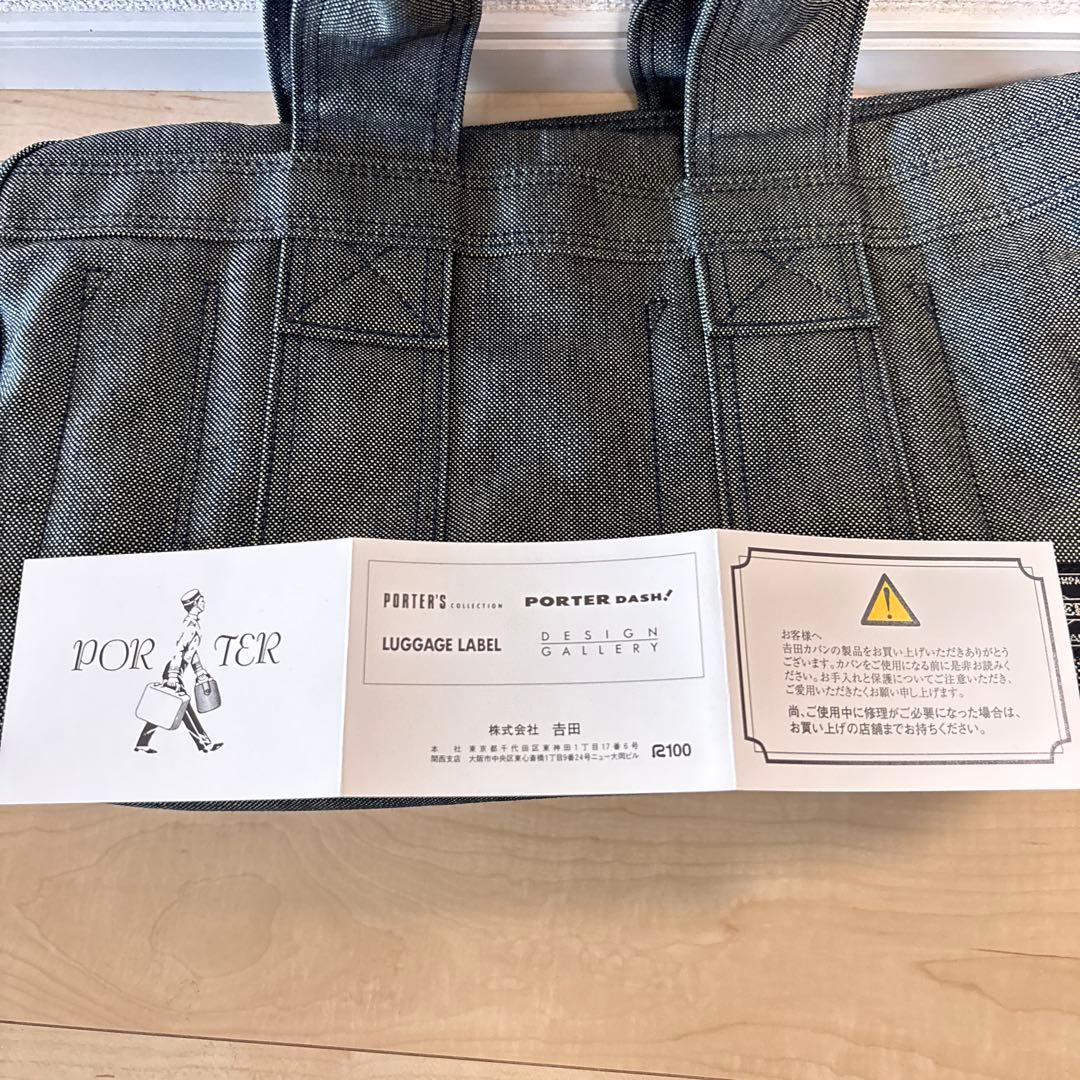 PORTER
PORTER'S COLLECTION
PORTER DASH!
LUGGAGE LABEL
DESIGN
GALLERY
株式会社 𠮷田
本 社 東京都千代田区東神田1丁目17番6号
関西支店 大阪市中央区東心斎橋1丁目9番24号ニュー大同ビル
R100
お客様へ
𠮷田カバンの製品をお買い上げいただきありがとう
ございます。カバンをご使用になる前に是非お読みく
ださい。お手入れと保護についてご注意いただき、
ご愛用いただきたくお願い申し上げます。
尚、ご使用中に修理がご必要になった場合は、
お買い上げの店舗までお持ちください。